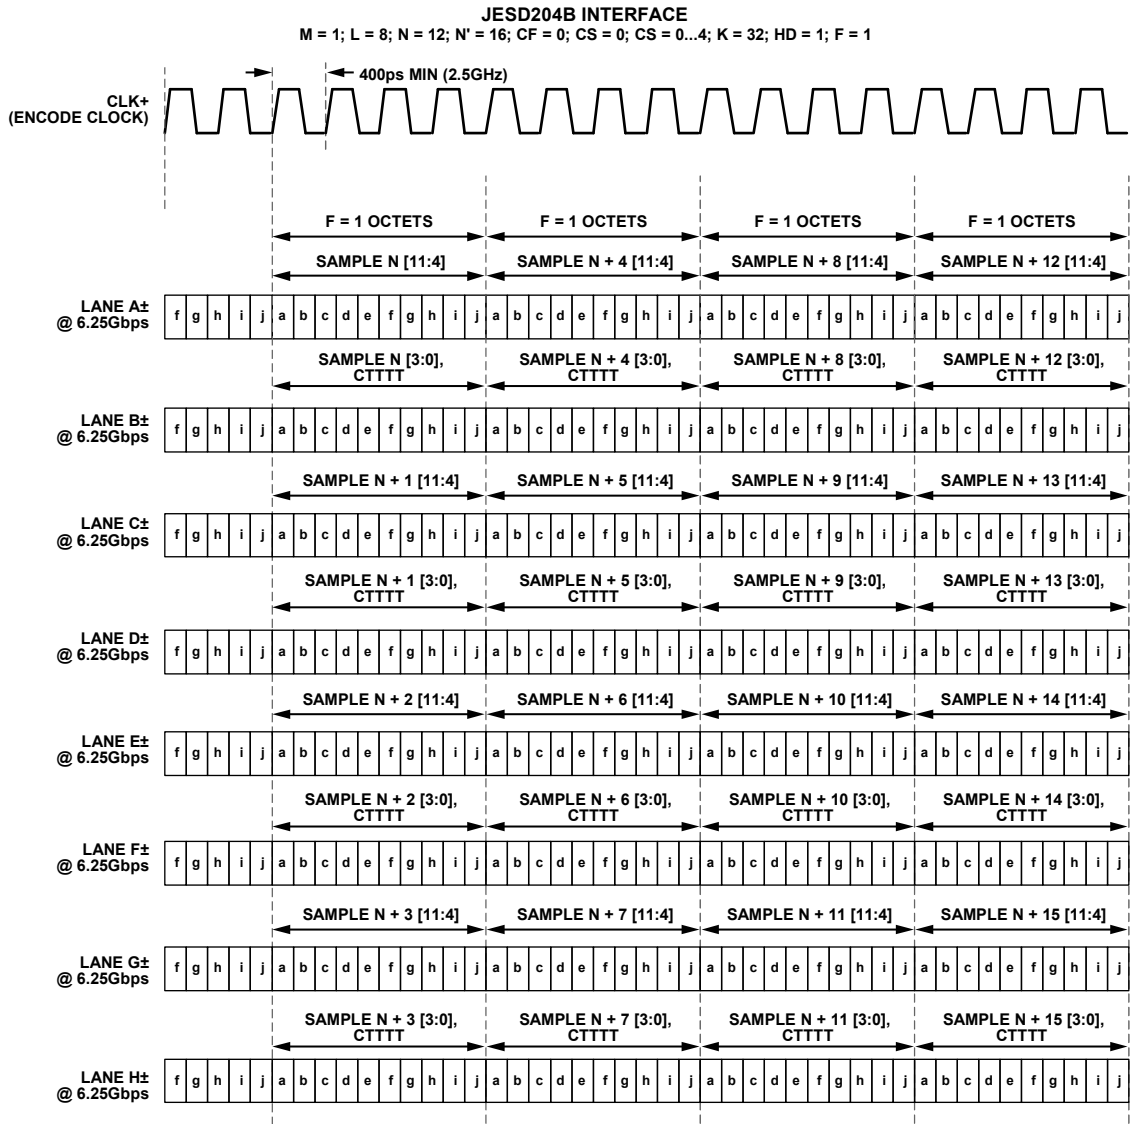 JESD204B INTERFACE
M = 1; L = 8; N = 12; N' = 16; CF = 0; CS = 0; CS = 0...4; K = 32; HD = 1; F = 1
400ps MIN (2.5GHz)
CLK+
(ENCODE CLOCK)
F = 1 OCTETS F = 1 OCTETS F = 1 OCTETS F = 1 OCTETS
SAMPLE N [11:4] SAMPLE N + 4 [11:4] SAMPLE N + 8 [11:4] SAMPLE N + 12 [11:4]
LANE A±
@ 6.25Gbps
f g h i j a b c d e f g h i j a b c d e f g h i j a b c d e f g h i j a b c d e f g h i j
SAMPLE N [3:0], SAMPLE N + 4 [3:0], SAMPLE N + 8 [3:0], SAMPLE N + 12 [3:0],
CTTTT CTTTT CTTTT CTTTT
LANE B±
@ 6.25Gbps
f g h i j a b c d e f g h i j a b c d e f g h i j a b c d e f g h i j a b c d e f g h i j
SAMPLE N + 1 [11:4] SAMPLE N + 5 [11:4] SAMPLE N + 9 [11:4] SAMPLE N + 13 [11:4]
LANE C±
@ 6.25Gbps
f g h i j a b c d e f g h i j a b c d e f g h i j a b c d e f g h i j a b c d e f g h i j
SAMPLE N + 1 [3:0], SAMPLE N + 5 [3:0], SAMPLE N + 9 [3:0], SAMPLE N + 13 [3:0],
CTTTT CTTTT CTTTT CTTTT
LANE D±
@ 6.25Gbps
f g h i j a b c d e f g h i j a b c d e f g h i j a b c d e f g h i j a b c d e f g h i j
SAMPLE N + 2 [11:4] SAMPLE N + 6 [11:4] SAMPLE N + 10 [11:4] SAMPLE N + 14 [11:4]
LANE E±
@ 6.25Gbps
f g h i j a b c d e f g h i j a b c d e f g h i j a b c d e f g h i j a b c d e f g h i j
SAMPLE N + 2 [3:0], SAMPLE N + 6 [3:0], SAMPLE N + 10 [3:0], SAMPLE N + 14 [3:0],
CTTTT CTTTT CTTTT CTTTT
LANE F±
@ 6.25Gbps
f g h i j a b c d e f g h i j a b c d e f g h i j a b c d e f g h i j a b c d e f g h i j
SAMPLE N + 3 [11:4] SAMPLE N + 7 [11:4] SAMPLE N + 11 [11:4] SAMPLE N + 15 [11:4]
LANE G±
@ 6.25Gbps
f g h i j a b c d e f g h i j a b c d e f g h i j a b c d e f g h i j a b c d e f g h i j
SAMPLE N + 3 [3:0], SAMPLE N + 7 [3:0], SAMPLE N + 11 [3:0], SAMPLE N + 15 [3:0],
CTTTT CTTTT CTTTT CTTTT
LANE H±
@ 6.25Gbps
f g h i j a b c d e f g h i j a b c d e f g h i j a b c d e f g h i j a b c d e f g h i j